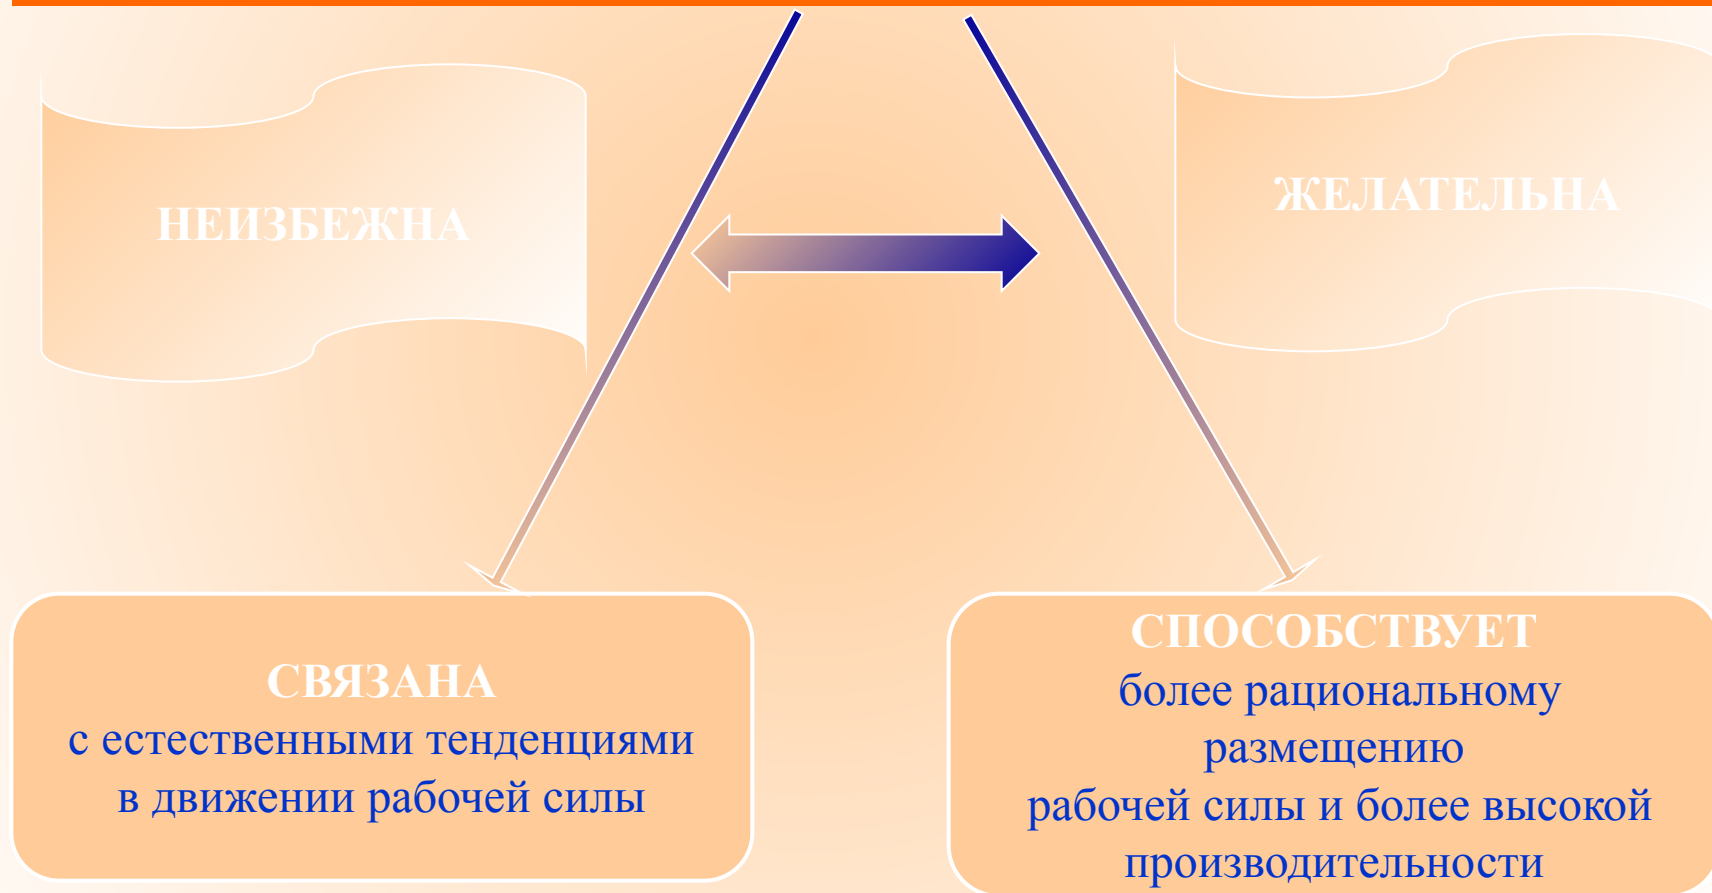 НЕИЗБЕЖНА
ЖЕЛАТЕЛЬНА
СВЯЗАНА
с естественными тенденциями
в движении рабочей силы
СПОСОБСТВУЕТ
более рациональному
размещению
рабочей силы и более высокой
производительности